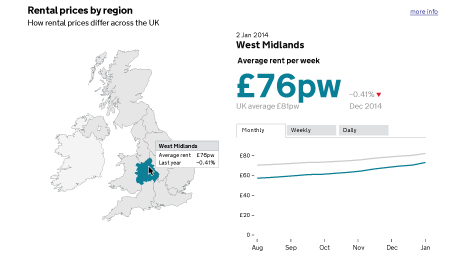 Rental prices by region
more info
How rental prices differ across the UK
2 Jan 2014
West Midlands
Average rent per week
£76pw
−0.41% ▼
UK average £81pw
Dec 2014
Monthly
Weekly
Daily
West Midlands
Average rent £76pw
Last year −0.41%
£80
£60
£40
£20
0
Aug Sep Oct Nov Dec Jan